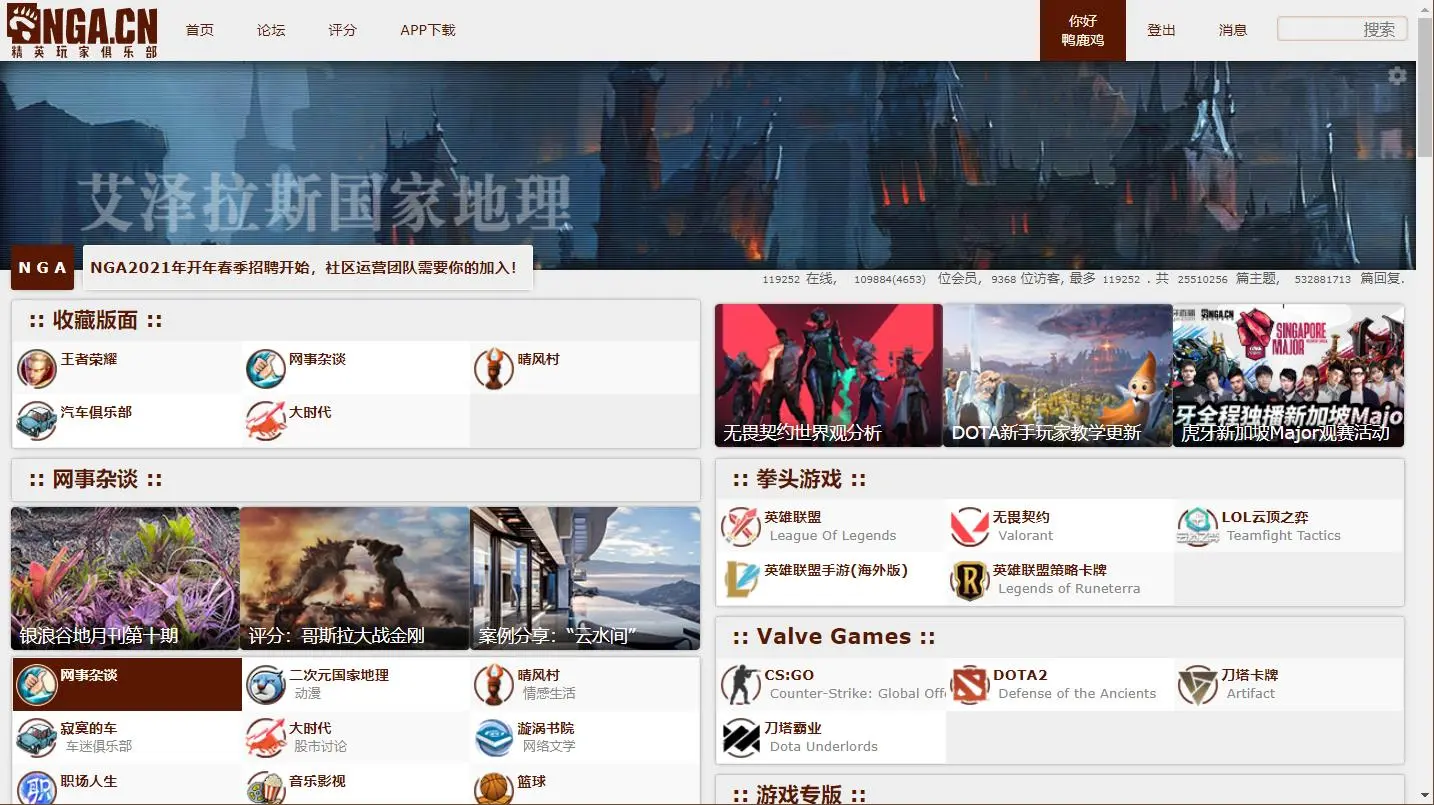 NGA.CN
精英玩家俱乐部
首页 论坛 评分 APP下载
你好
鸭鹿鸡
登出 消息 搜索
艾泽拉斯国家地理
NGA
NGA2021年开年春季招聘开始，社区运营团队需要你的加入！
119252 在线， 109884(4653) 位会员，9368 位访客, 最多 119252 . 共 25510256 篇主题， 532881713 篇回复.
:: 收藏版面 ::
王者荣耀 网事杂谈 晴风村
汽车俱乐部 大时代
NGA.CN
SINGAPORE
MAJOR
牙全程独播新加坡Majo
无畏契约世界观分析 DOTA新手玩家教学更新 虎牙新加坡Major观赛活动
:: 网事杂谈 ::
银浪谷地月刊第十期 评分：哥斯拉大战金刚 案例分享：“云水间”
网事杂谈 二次元国家地理 晴风村
动漫 情感生活
寂寞的车 大时代 漩涡书院
车迷俱乐部 股市讨论 网络文学
职
职场人生 音乐影视 篮球
:: 拳头游戏 ::
英雄联盟 无畏契约 LOL云顶之弈
League Of Legends Valorant Teamfight Tactics
英雄联盟手游(海外版) 英雄联盟策略卡牌
Legends of Runeterra
:: Valve Games ::
CS:GO DOTA2 刀塔卡牌
Counter-Strike: Global Off Defense of the Ancients Artifact
刀塔霸业
Dota Underlords
:: 游戏专版 ::